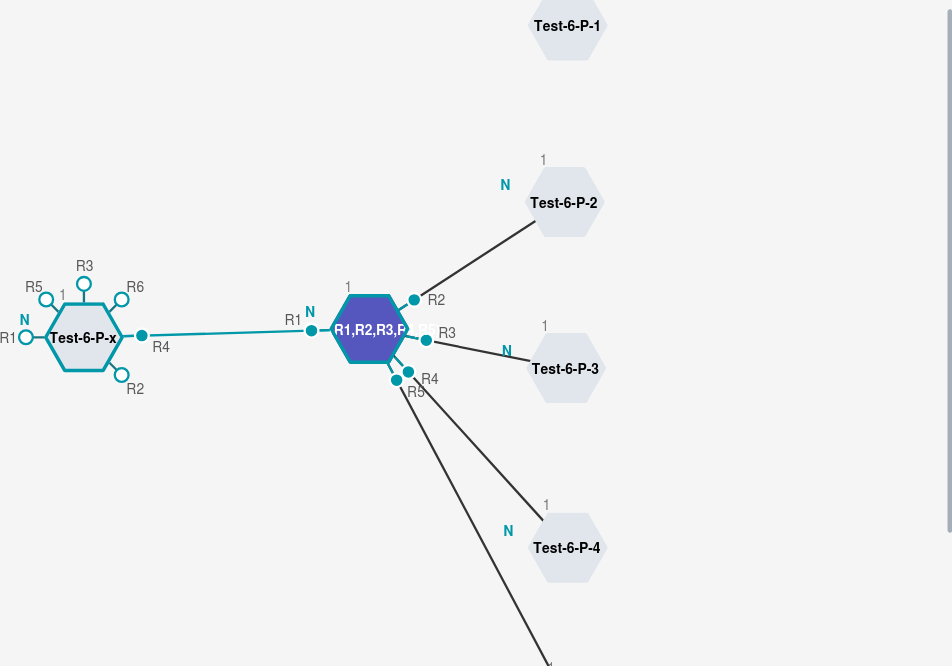 Test-6-P-1
1
N
Test-6-P-2
R3
R5
1
R6
N
R1
Test-6-P-x
R4
R2
1
N
R1
R1,R2,R3,R
R2
R3
R4
R5
1
N
Test-6-P-3
1
N
Test-6-P-4